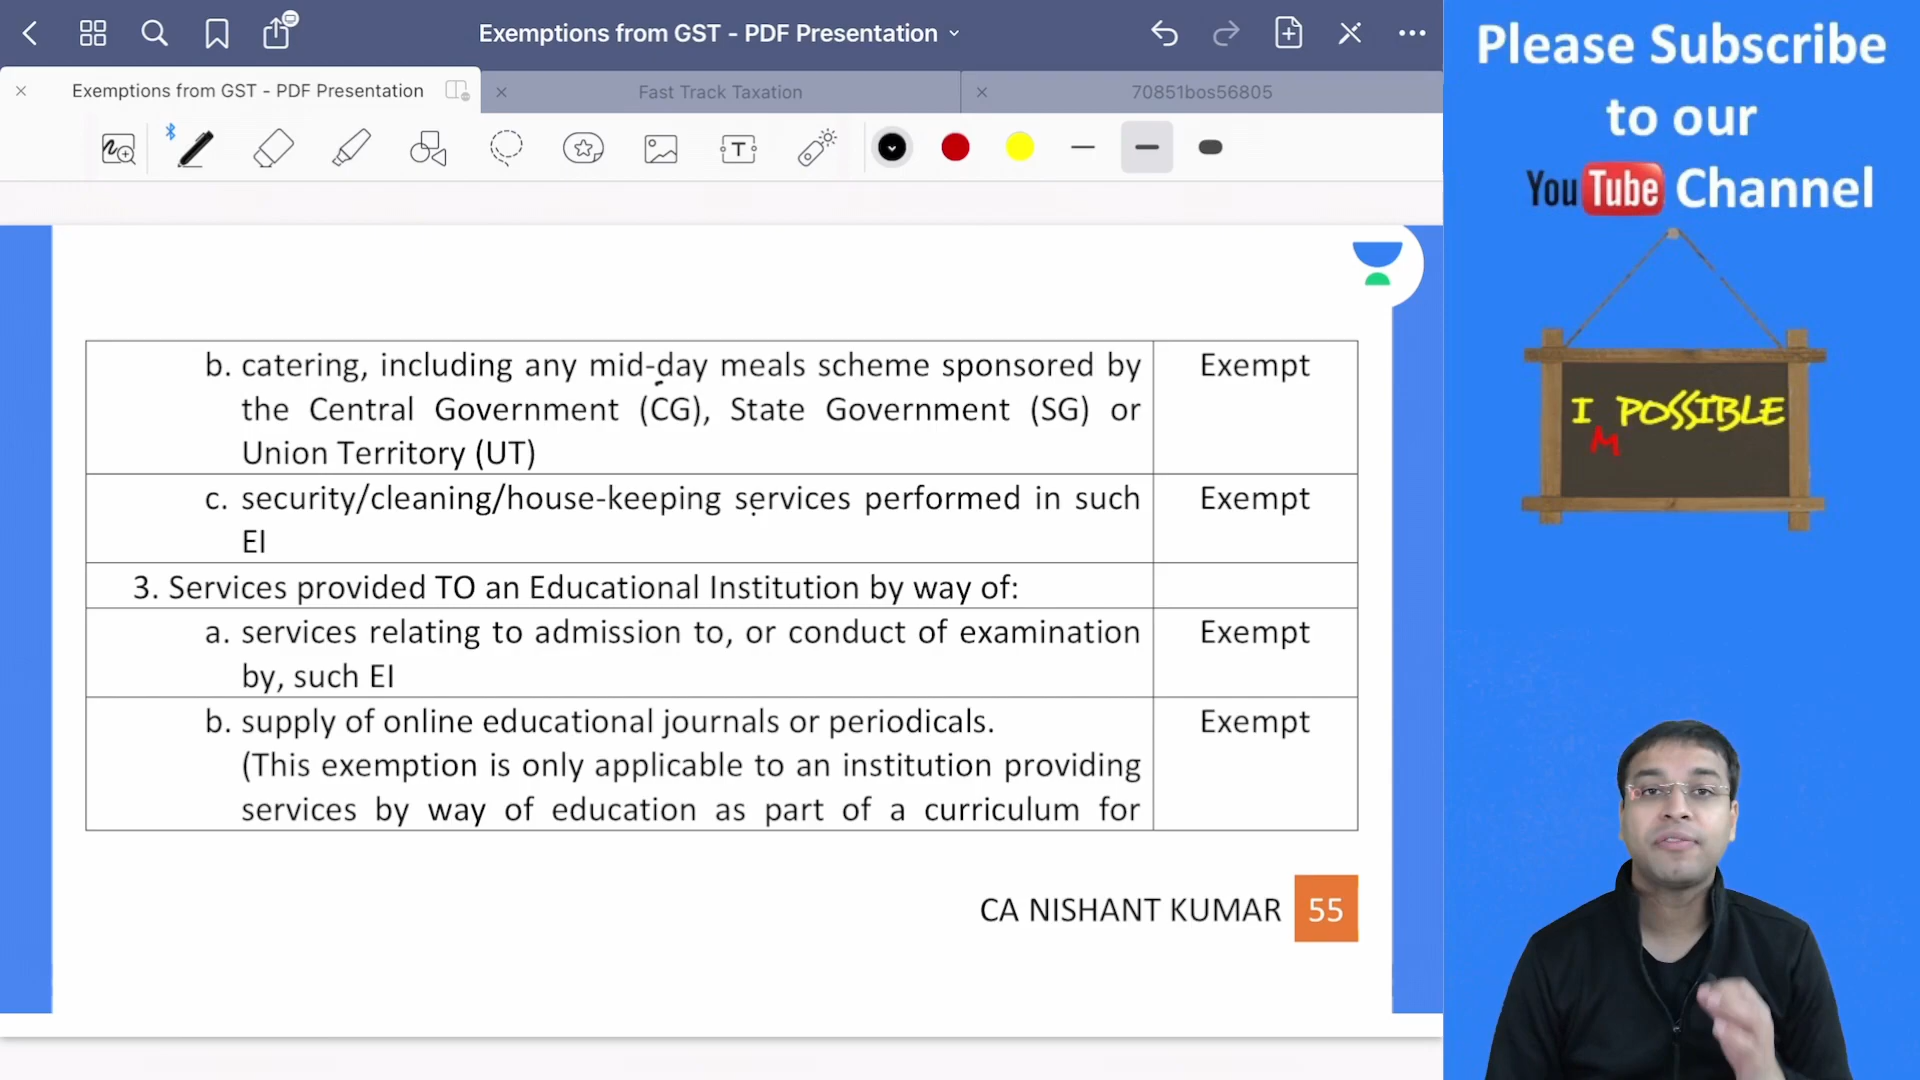 Exemptions from GST - PDF Presentation
Exemptions from GST - PDF Presentation
Fast Track Taxation
70851bos56805
T
b. catering, including any mid-day meals scheme sponsored by
the Central Government (CG), State Government (SG) or
Union Territory (UT)
Exempt
c. security/cleaning/house-keeping services performed in such
EI
Exempt
3. Services provided TO an Educational Institution by way of:
a. services relating to admission to, or conduct of examination
by, such EI
Exempt
b. supply of online educational journals or periodicals.
(This exemption is only applicable to an institution providing
services by way of education as part of a curriculum for
Exempt
CA NISHANT KUMAR 55
Please Subscribe
to our
YouTube Channel
I POSSIBLE
M